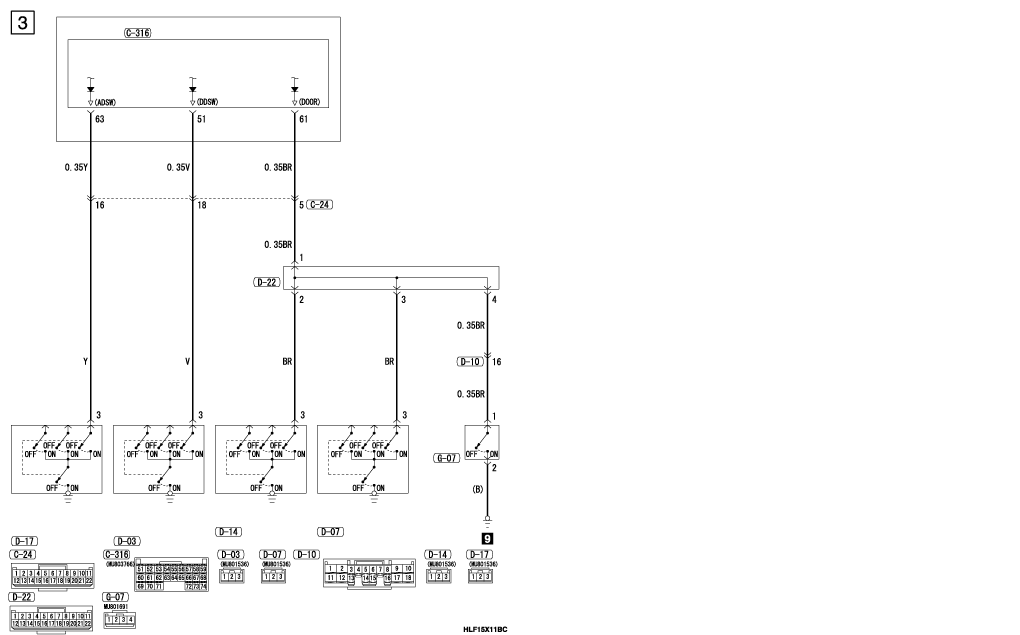 3
C-316
(ADSW) (DDSW) (DOOR)
63 51 61
0.35Y 0.35V 0.35BR
16 18 5 C-24
0.35BR
1
D-22
2 3 4
0.35BR
Y V BR BR D-10 16
0.35BR
3 3 3 3 1
OFF OFF OFF OFF OFF OFF OFF OFF
OFF ON ON ON OFF ON ON ON OFF ON ON ON OFF ON ON ON OFF ON
G-07
2
OFF ON OFF ON OFF ON OFF ON (B)
D-14 D-07
D-17 D-03 9
C-24 C-316 D-03 D-07 D-10 D-14 D-17
(MU803766) (MU801536) (MU801536) (MU801536) (MU801536)
1 2 3 4 5 6 7 8 9 10 11
12 13 14 15 16 17 18 19 20 21 22
51 52 53 54 55 56 57 58 59
60 61 62 63 64 65 66 67 68
69 70 71 72 73 74
1 2 3
1 2 3
1 2 3 4 5 6 7 8 9 10
11 12 13 14 15 16 17 18
1 2 3
1 2 3
D-22 G-07
MU801691
1 2 3 4 5 6 7 8 9 10 11
12 13 14 15 16 17 18 19 20 21 22
1 2 3 4
HLF15X11BC